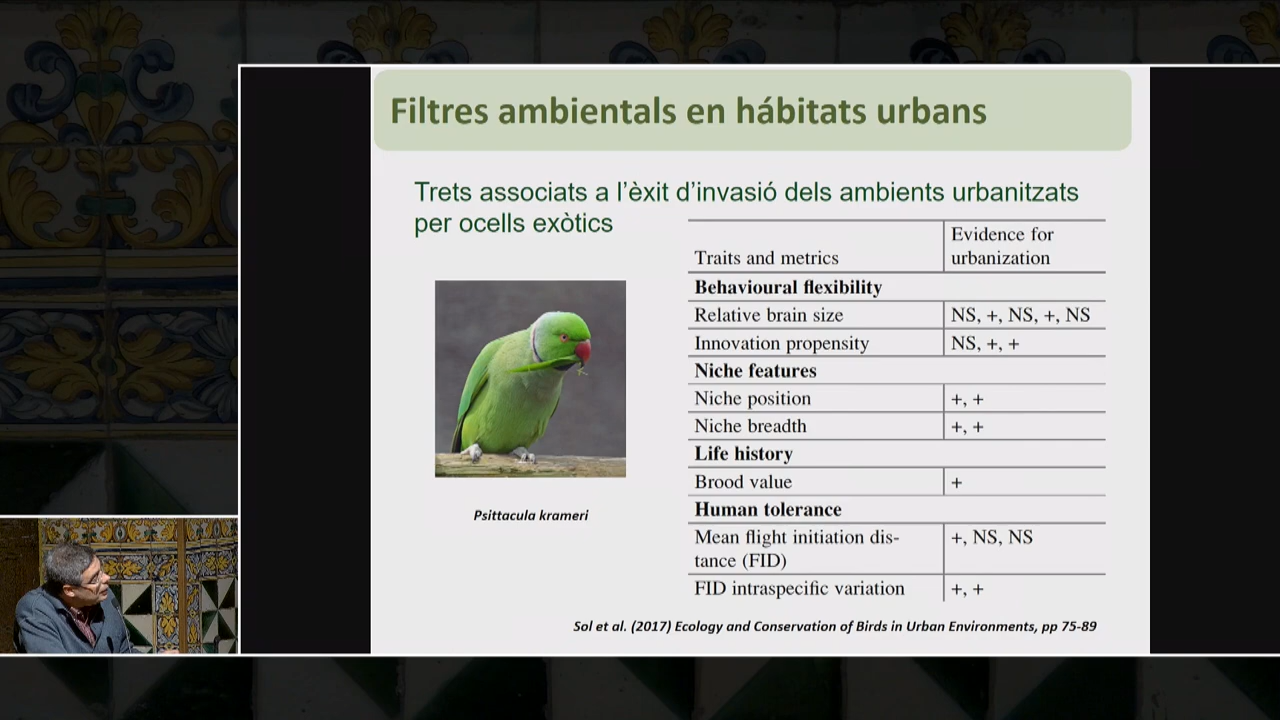 Filtres ambientals en hábitats urbans
Trets associats a l'èxit d'invasió dels ambients urbanitzats
per ocells exòtics
Traits and metrics
Evidence for
urbanization
Behavioural flexibility
Relative brain size NS, +, NS, +, NS
Innovation propensity NS, +, +
Niche features
Niche position +, +
Niche breadth +, +
Life history
Brood value +
Human tolerance
Mean flight initiation dis- +, NS, NS
tance (FID)
FID intraspecific variation +, +
Psittacula krameri
Sol et al. (2017) Ecology and Conservation of Birds in Urban Environments, pp 75-89